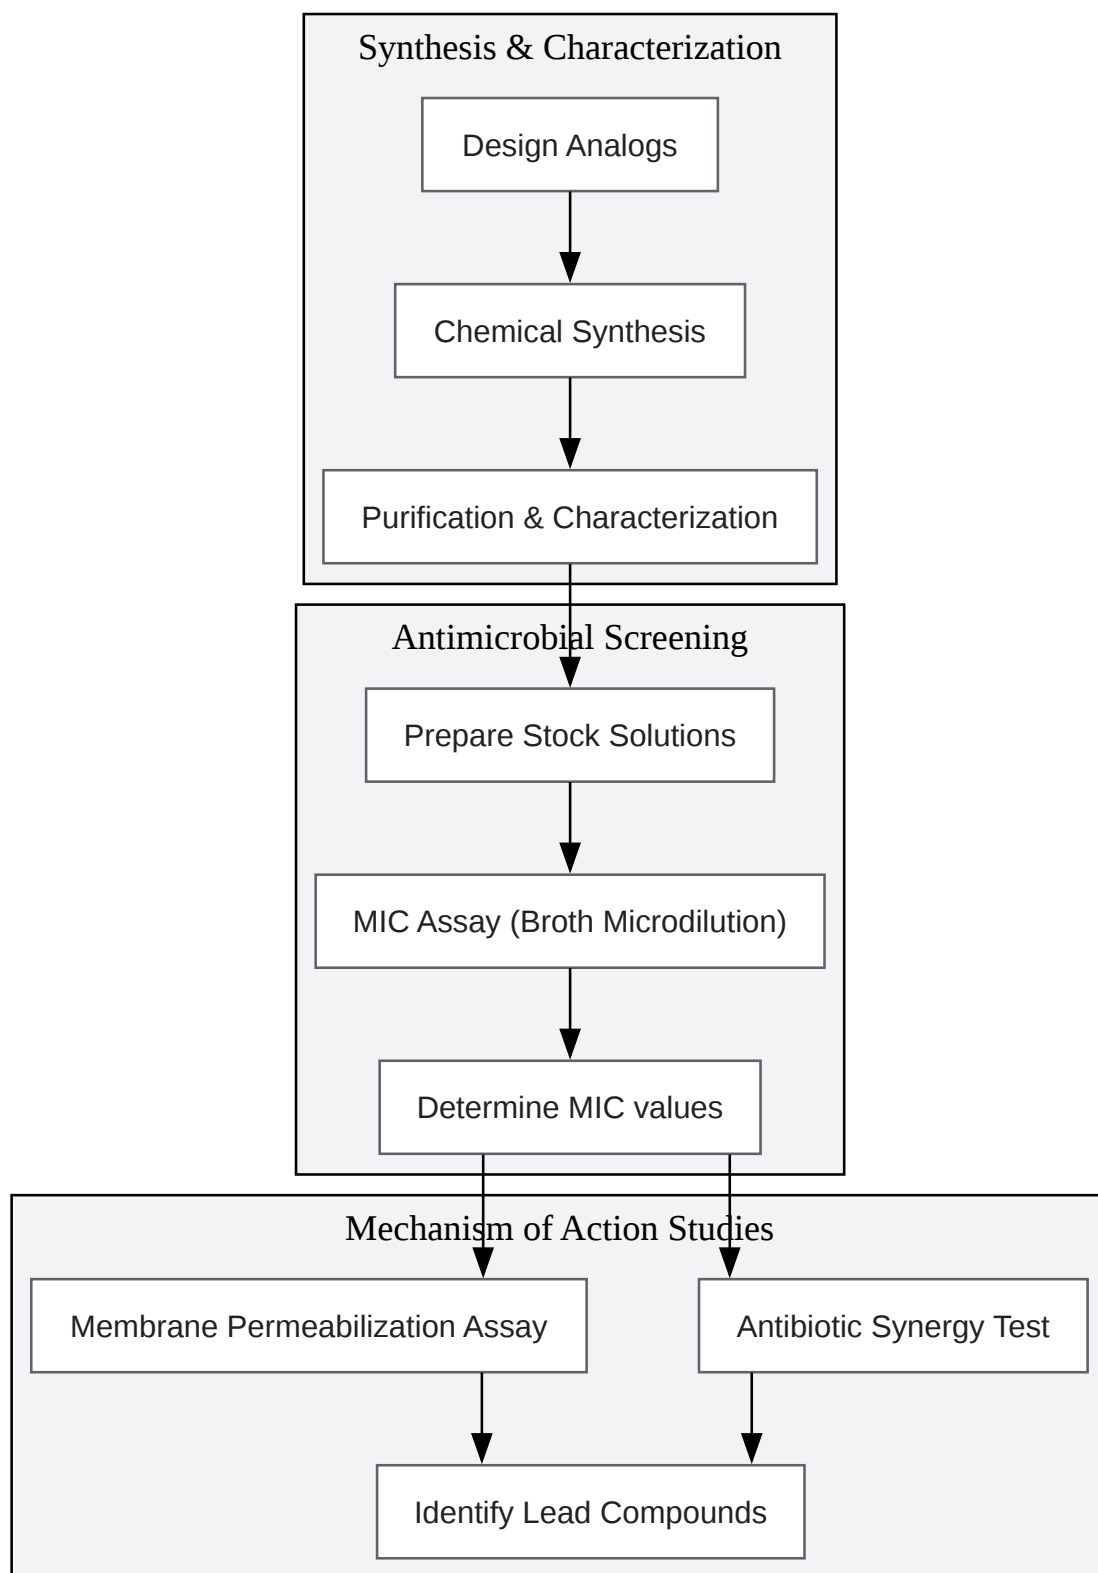 Synthesis & Characterization
Design Analogs
Chemical Synthesis
Purification & Characterization
Antimicrobial Screening
Prepare Stock Solutions
MIC Assay (Broth Microdilution)
Determine MIC values
Mechanism of Action Studies
Membrane Permeabilization Assay
Antibiotic Synergy Test
Identify Lead Compounds